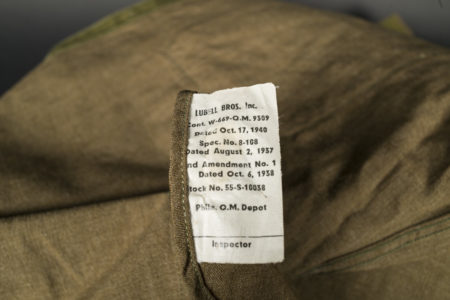 LUBELL BROS. Inc.
Cont. W-669-Q.M. 9309
Dated Oct. 17, 1940
Spec. No. 8-108
Dated August 2, 1937
nd Amendment No. 1
Dated Oct. 6, 1938
Stock No. 55-S-10038
Phila. Q.M. Depot
Inspector